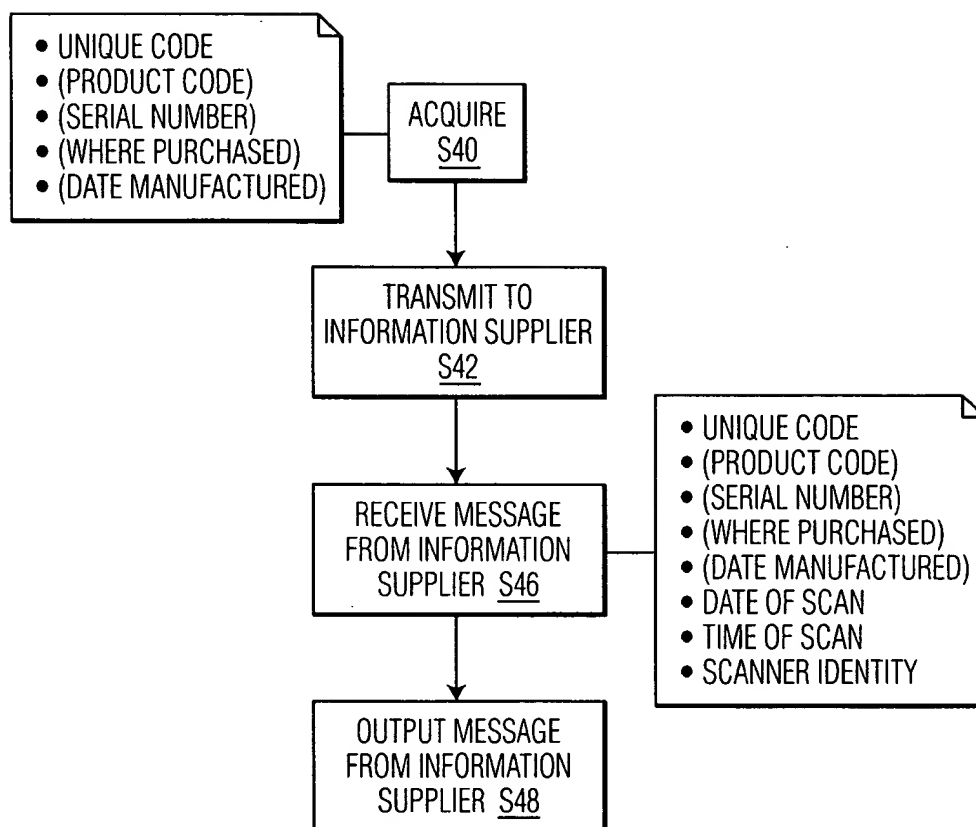 • UNIQUE CODE
• (PRODUCT CODE)
• (SERIAL NUMBER)
• (WHERE PURCHASED)
• (DATE MANUFACTURED)
ACQUIRE
S40
TRANSMIT TO
INFORMATION SUPPLIER
S42
RECEIVE MESSAGE
FROM INFORMATION
SUPPLIER S46
• UNIQUE CODE
• (PRODUCT CODE)
• (SERIAL NUMBER)
• (WHERE PURCHASED)
• (DATE MANUFACTURED)
• DATE OF SCAN
• TIME OF SCAN
• SCANNER IDENTITY
OUTPUT MESSAGE
FROM INFORMATION
SUPPLIER S48